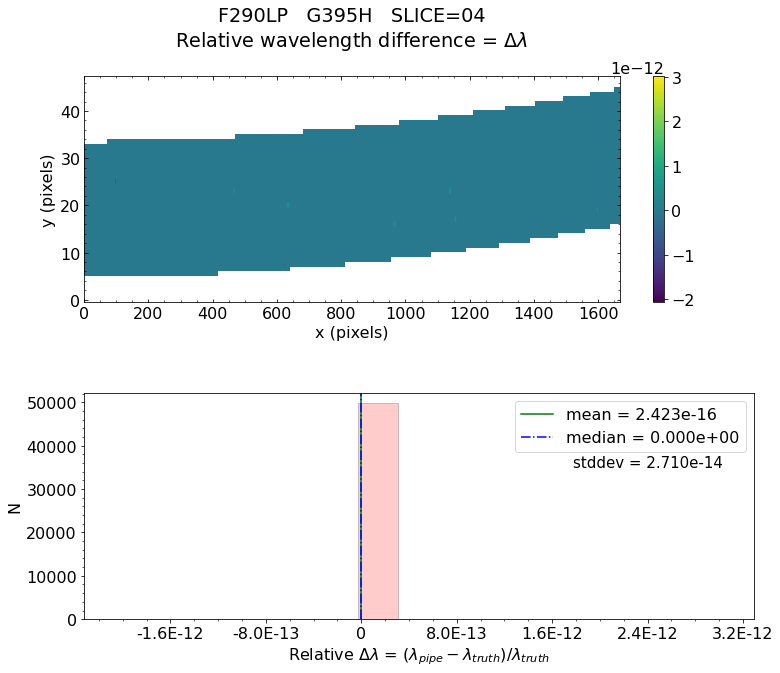 F290LP G395H SLICE=04
Relative wavelength difference = Δλ
1e−12
y (pixels)
40
30
20
10
0
3
2
1
0
−1
−2
0 200 400 600 800 1000 1200 1400 1600
x (pixels)
N
50000
40000
30000
20000
10000
0
mean = 2.423e-16
median = 0.000e+00
stddev = 2.710e-14
-1.6E-12 -8.0E-13 0 8.0E-13 1.6E-12 2.4E-12 3.2E-12
Relative Δλ = (λpipe − λtruth)/λtruth